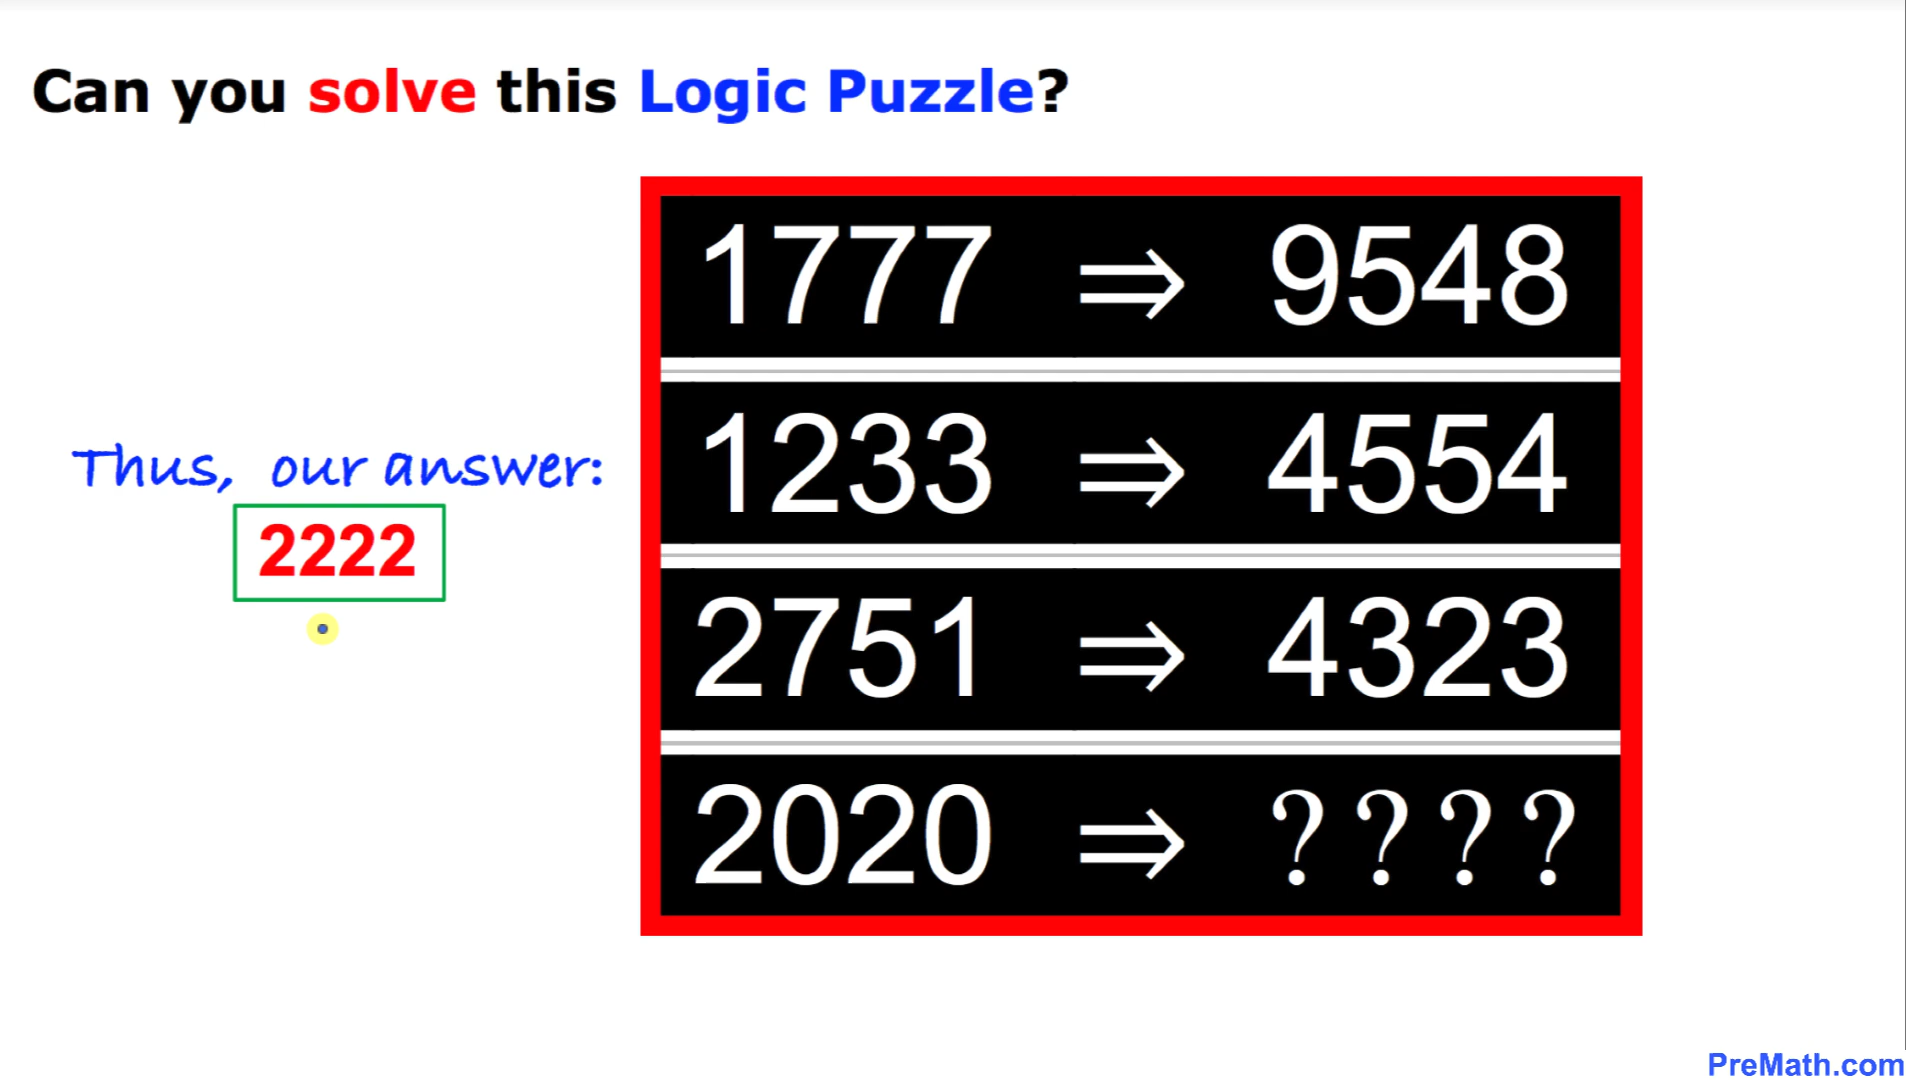 Can you solve this Logic Puzzle?
1777 ⇒ 9548
1233 ⇒ 4554
Thus, our answer:
2222
2751 ⇒ 4323
2020 ⇒ ? ? ? ?
PreMath.com